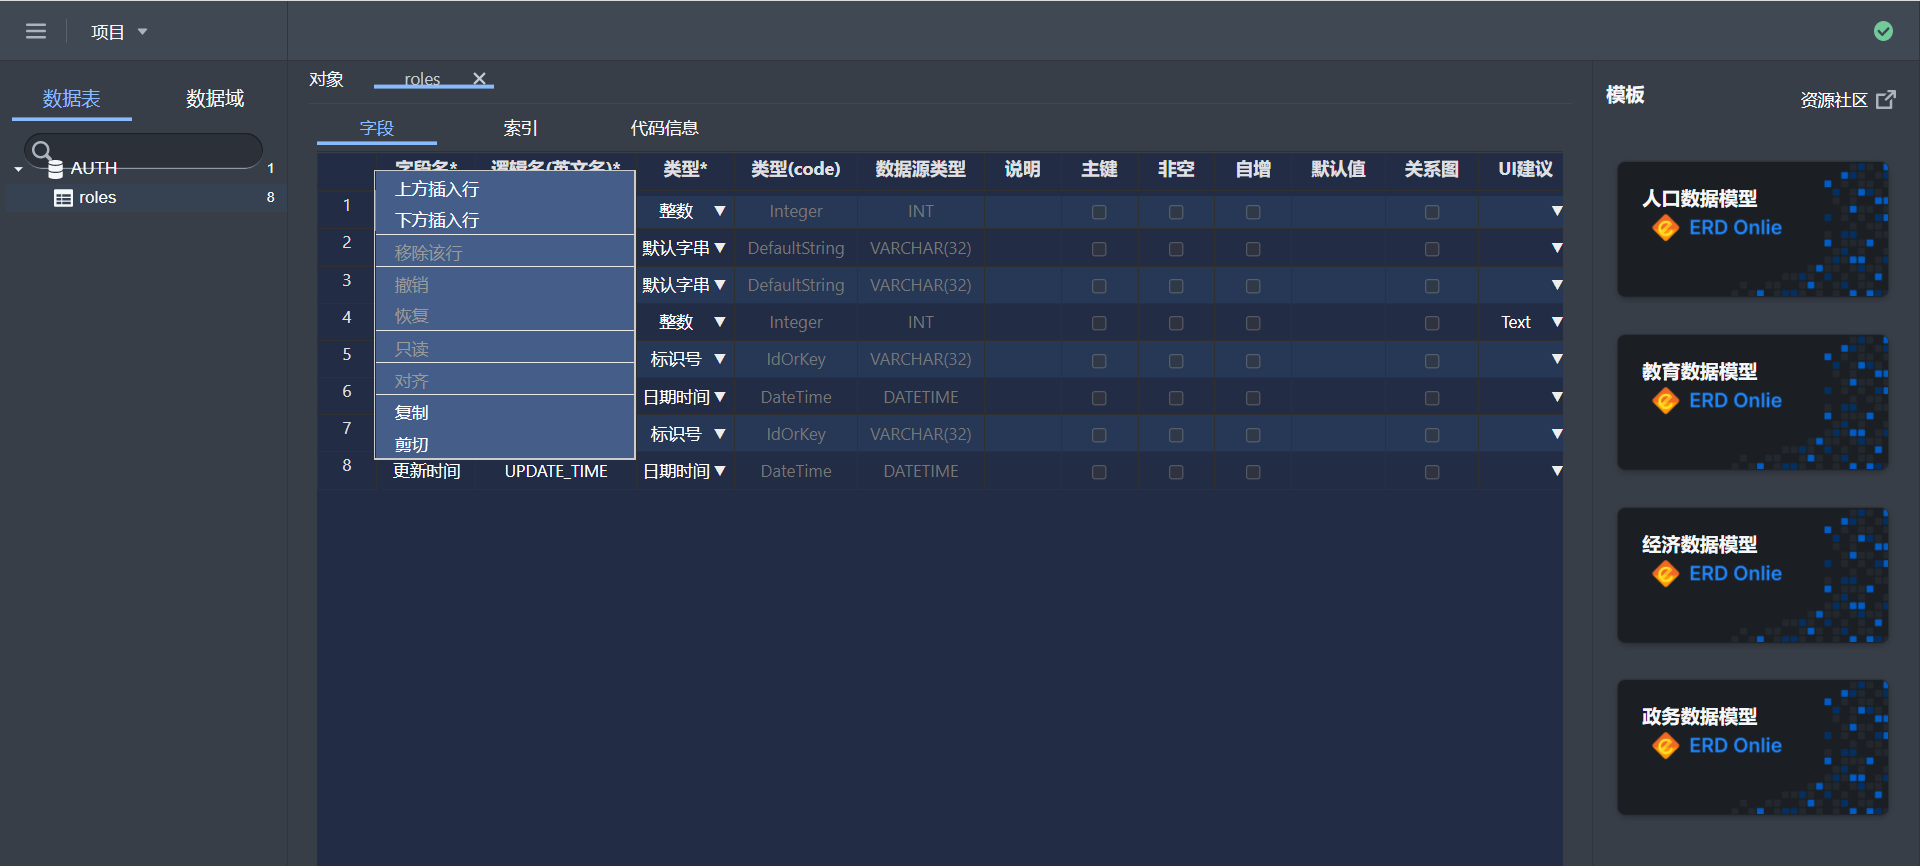 项目
数据表 数据域
AUTH 1
roles 8
对象 roles
字段 索引 代码信息
字段名* 逻辑名(英文名)* 类型* 类型(code) 数据源类型 说明 主键 非空 自增 默认值 关系图 UI建议
1 整数 Integer INT
2 默认字串 DefaultString VARCHAR(32)
3 默认字串 DefaultString VARCHAR(32)
4 整数 Integer INT Text
5 标识号 IdOrKey VARCHAR(32)
6 日期时间 DateTime DATETIME
7 标识号 IdOrKey VARCHAR(32)
8 更新时间 UPDATE_TIME 日期时间 DateTime DATETIME
上方插入行
下方插入行
移除该行
撤销
恢复
只读
对齐
复制
剪切
模板 资源社区
人口数据模型
ERD Onlie
教育数据模型
ERD Onlie
经济数据模型
ERD Onlie
政务数据模型
ERD Onlie